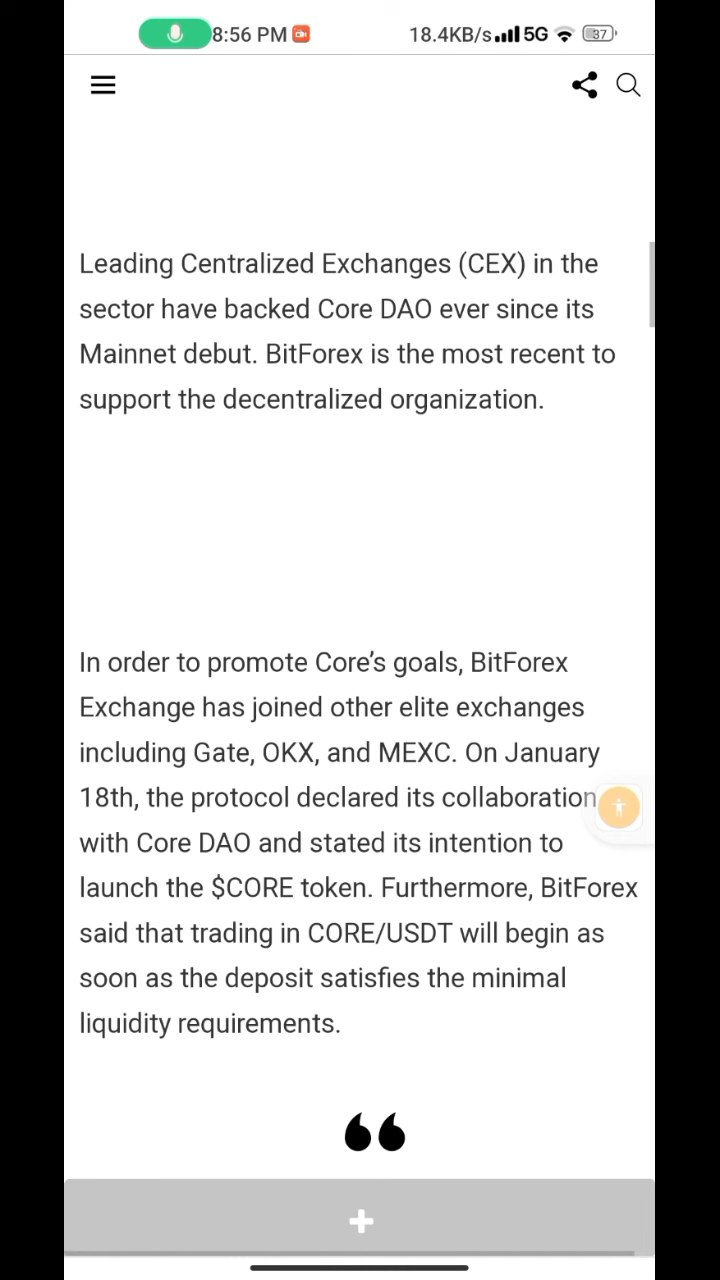 8:56 PM 18.4KB/s 5G 37
Leading Centralized Exchanges (CEX) in the
sector have backed Core DAO ever since its
Mainnet debut. BitForex is the most recent to
support the decentralized organization.
In order to promote Core’s goals, BitForex
Exchange has joined other elite exchanges
including Gate, OKX, and MEXC. On January
18th, the protocol declared its collaboration
with Core DAO and stated its intention to
launch the $CORE token. Furthermore, BitForex
said that trading in CORE/USDT will begin as
soon as the deposit satisfies the minimal
liquidity requirements.
“